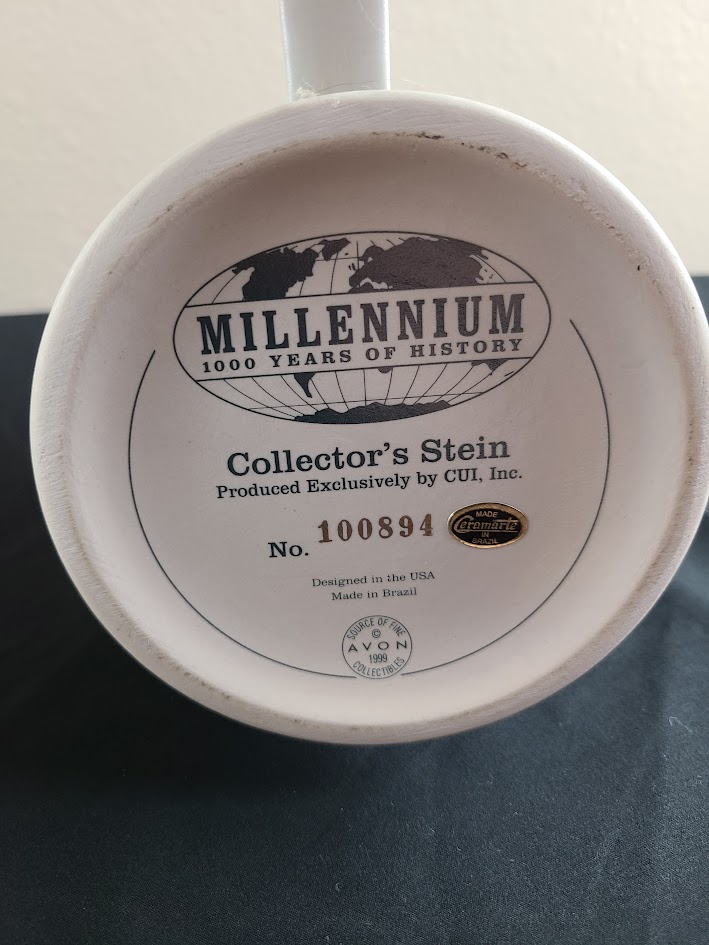 MILLENNIUM
1000 YEARS OF HISTORY
Collector's Stein
Produced Exclusively by CUI, Inc.
No. 100894
MADE
Ceramarte
IN
BRAZIL
Designed in the USA
Made in Brazil
SOURCE OF FINE
©
AVON
1999
COLLECTIBLES